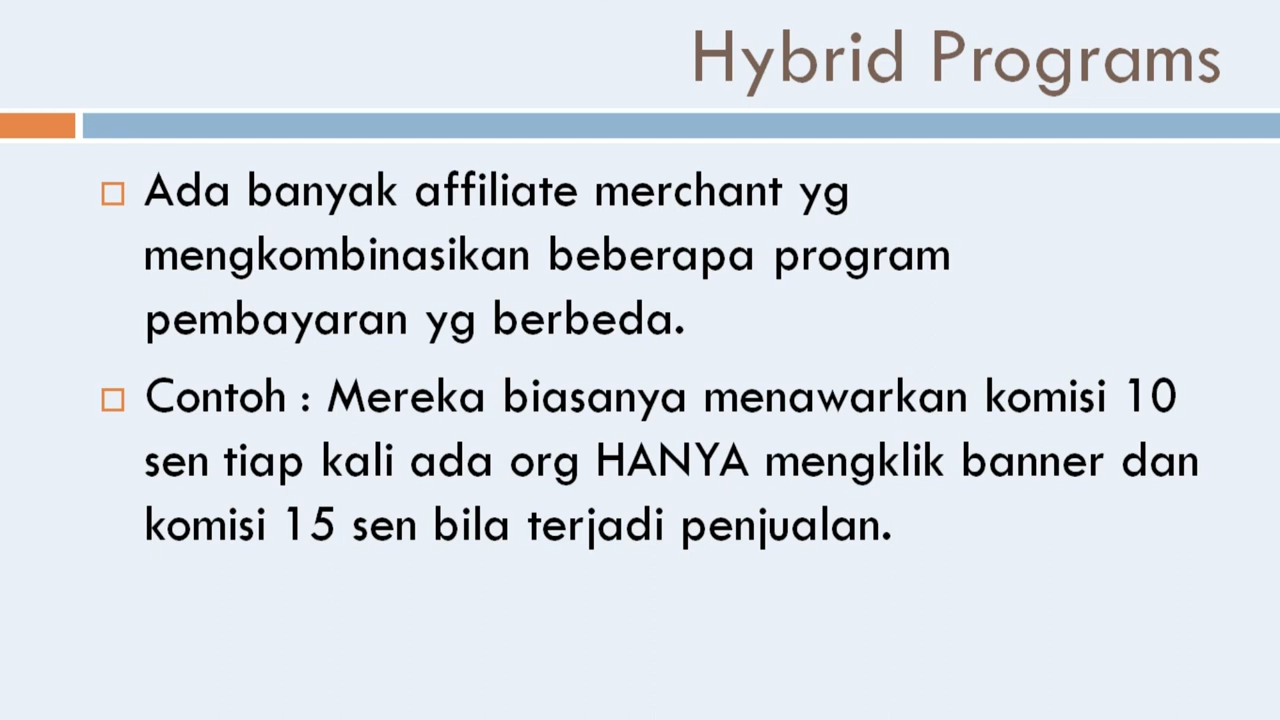 Hybrid Programs
Ada banyak affiliate merchant yg
mengkombinasikan beberapa program
pembayaran yg berbeda.
Contoh : Mereka biasanya menawarkan komisi 10
sen tiap kali ada org HANYA mengklik banner dan
komisi 15 sen bila terjadi penjualan.